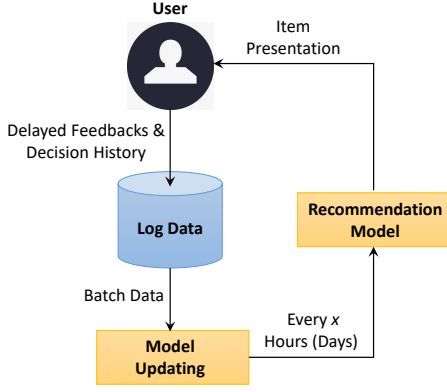 User
Item
Presentation
Delayed Feedbacks &
Decision History
Log Data
Recommendation
Model
Batch Data
Every x
Hours (Days)
Model
Updating